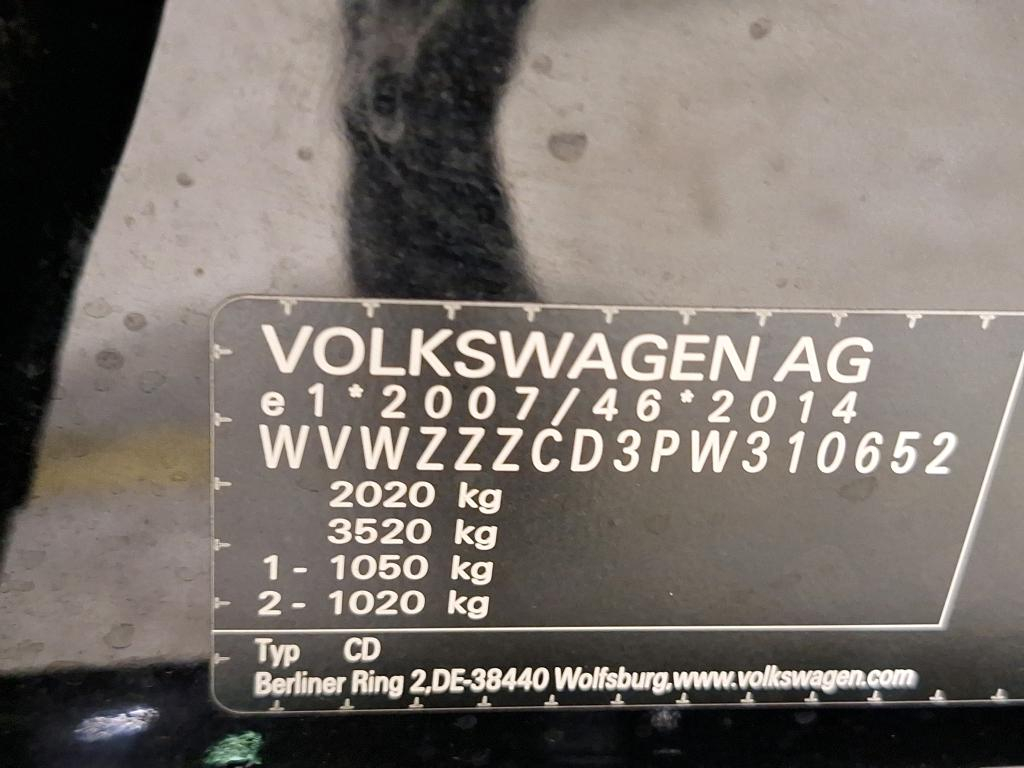 VOLKSWAGEN AG
e1*2007/46*2014
WVWZZZCD3PW310652
2020 kg
3520 kg
1- 1050 kg
2- 1020 kg
Typ CD
Berliner Ring 2,DE-38440 Wolfsburg,www.volkswagen.com